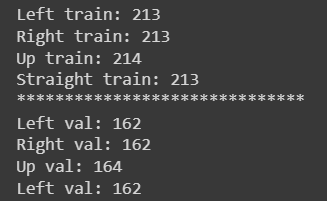 Left train: 213
Right train: 213
Up train: 214
Straight train: 213
******************************
Left val: 162
Right val: 162
Up val: 164
Left val: 162